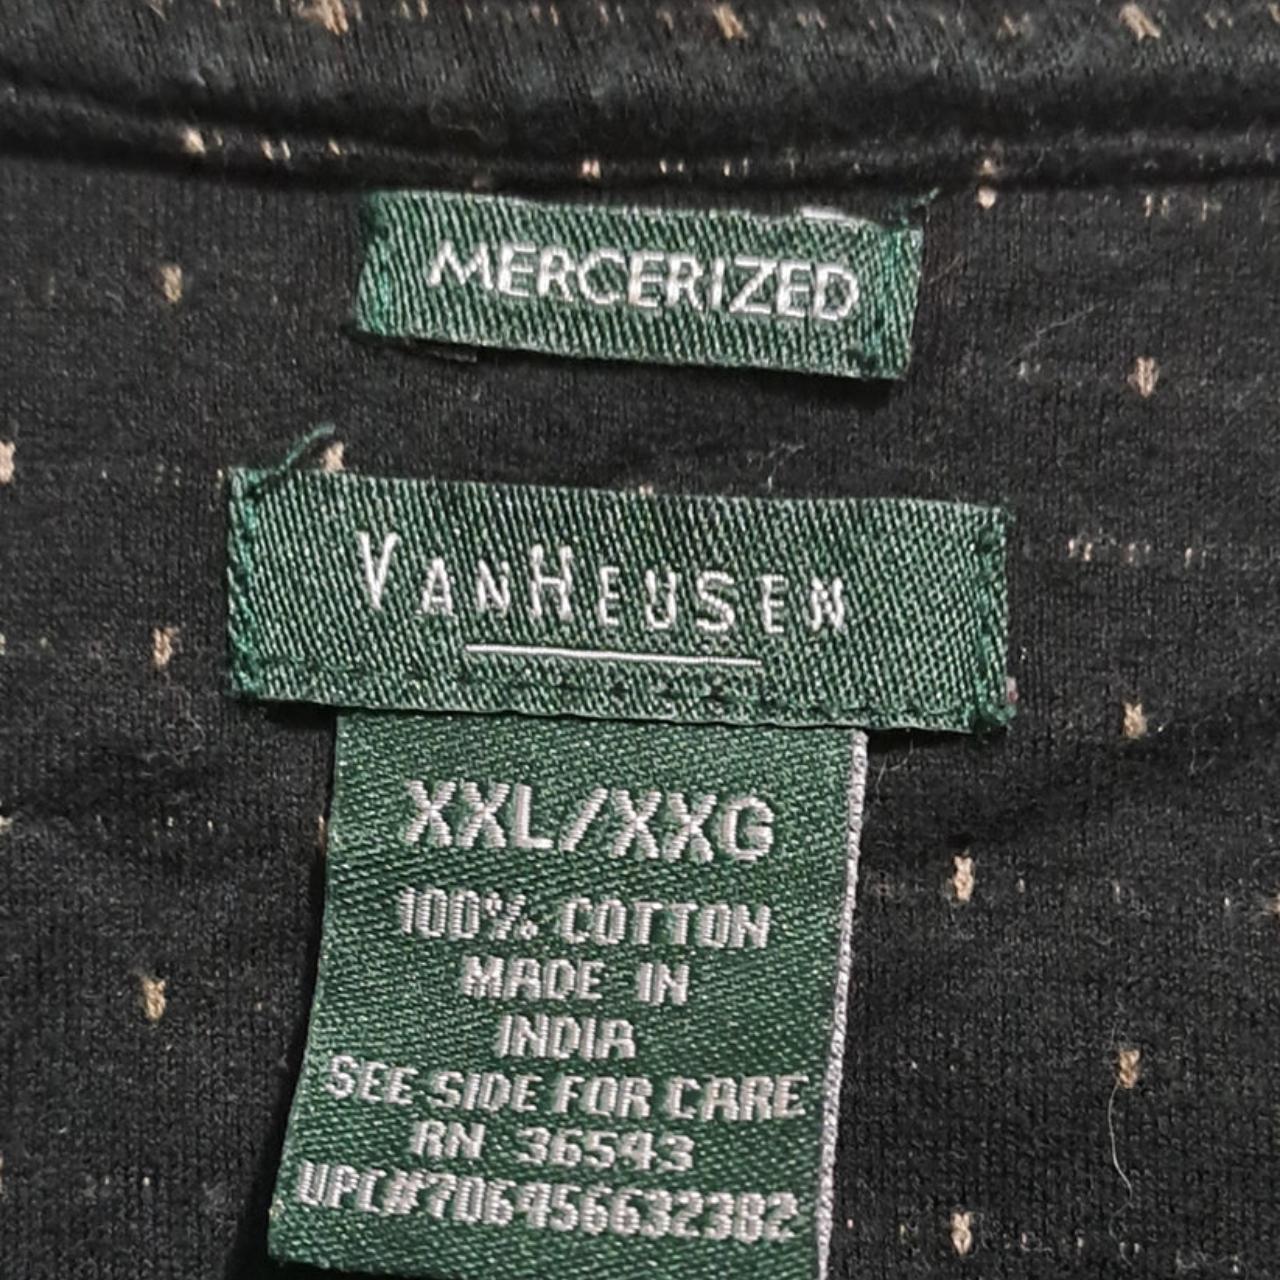 MERCERIZED
VANHEUSEN
XXL/XXG
100% COTTON
MADE IN
INDIA
SEE SIDE FOR CARE
RN 36543
UPC#706456632382